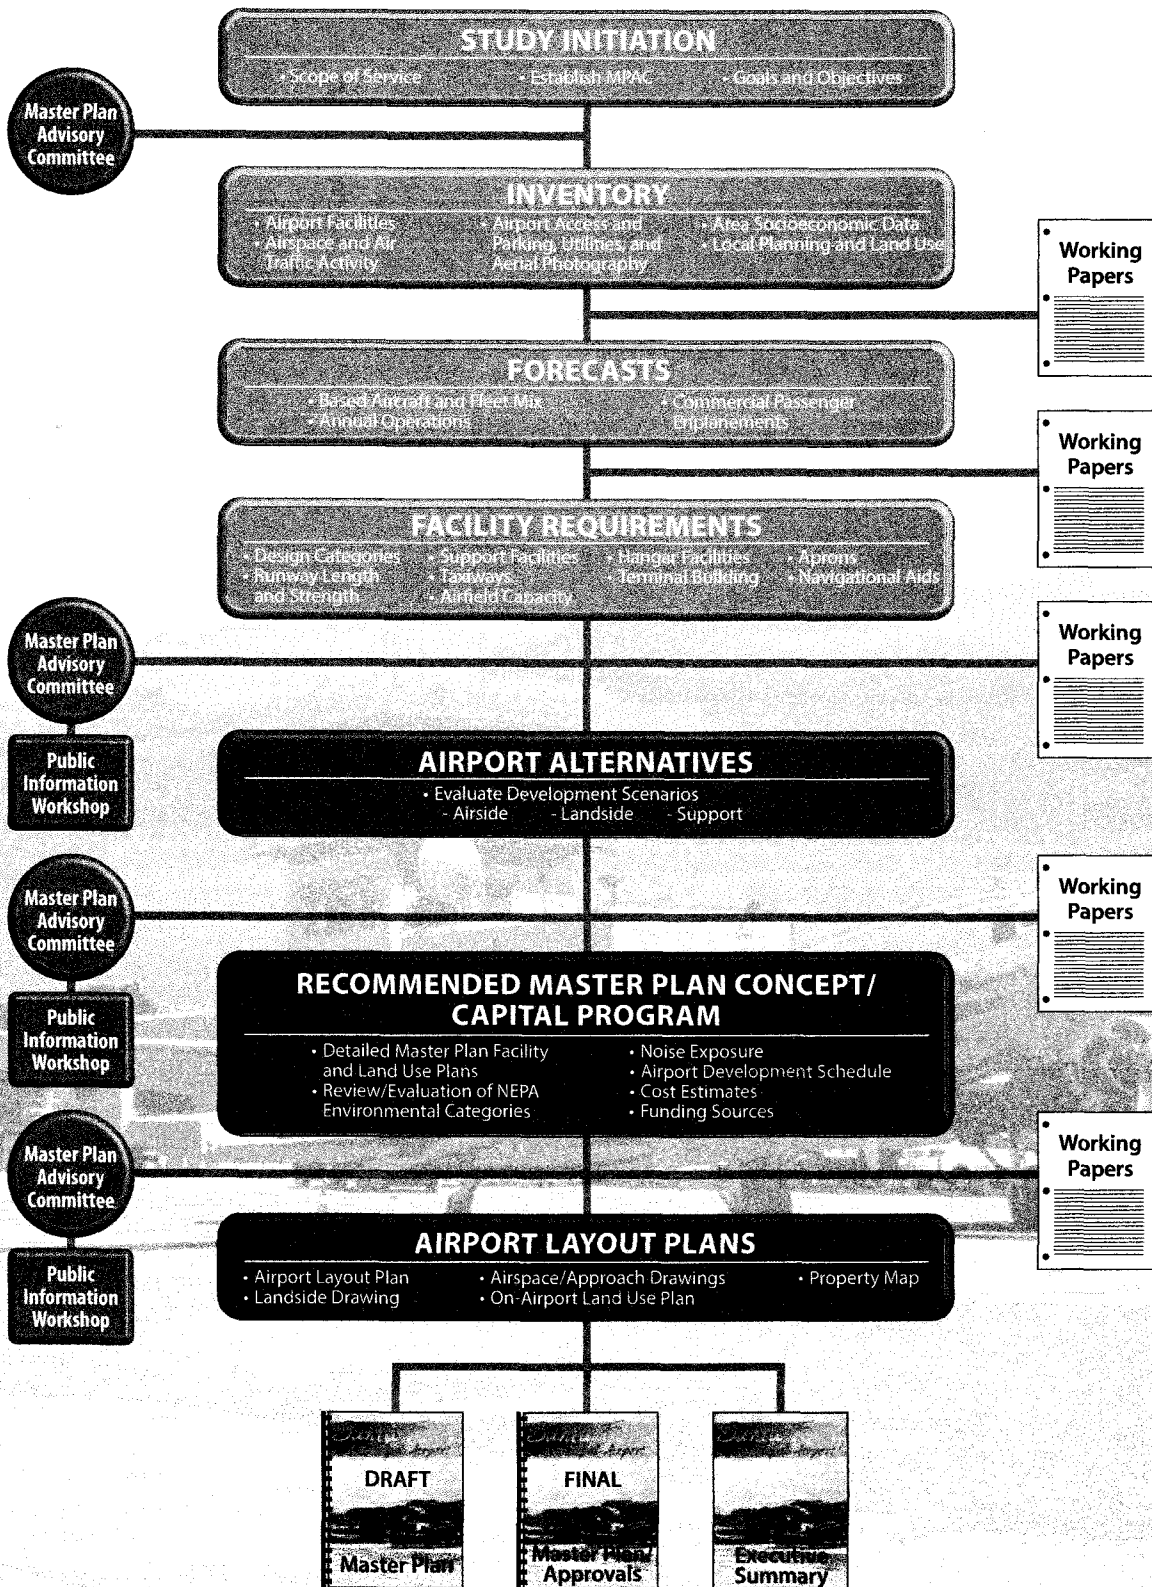 STUDY INITIATION
• Scope of Service • Establish MPAC • Goals and Objectives
Master Plan
Advisory
Committee
INVENTORY
• Airport Facilities
• Airspace and Air
Traffic Activity
• Airport Access and
Parking, Utilities, and
Aerial Photography
• Area Socioeconomic Data
• Local Planning and Land Use
Working
Papers
FORECASTS
• Based Aircraft and Fleet Mix
• Annual Operations
• Commercial Passenger
Enplanements
Working
Papers
FACILITY REQUIREMENTS
• Design Categories
• Runway Length
and Strength
• Support Facilities
• Taxiways
• Airfield Capacity
• Hanger Facilities
• Terminal Building
• Aprons
• Navigational Aids
Master Plan
Advisory
Committee
Working
Papers
Public
Information
Workshop
AIRPORT ALTERNATIVES
• Evaluate Development Scenarios
- Airside - Landside - Support
Master Plan
Advisory
Committee
Working
Papers
Public
Information
Workshop
RECOMMENDED MASTER PLAN CONCEPT/
CAPITAL PROGRAM
• Detailed Master Plan Facility
and Land Use Plans
• Review/Evaluation of NEPA
Environmental Categories
• Noise Exposure
• Airport Development Schedule
• Cost Estimates
• Funding Sources
Master Plan
Advisory
Committee
Working
Papers
Public
Information
Workshop
AIRPORT LAYOUT PLANS
• Airport Layout Plan
• Landside Drawing
• Airspace/Approach Drawings
• On-Airport Land Use Plan
• Property Map
Airport
DRAFT
Master Plan
Airport
FINAL
Master Plan/
Approvals
Airport
Executive
Summary